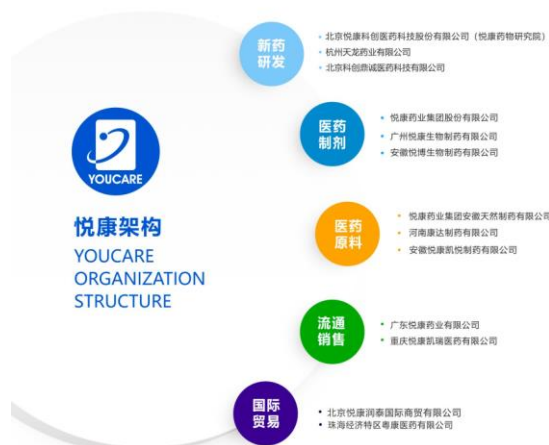 YOUCARE
悦康架构
YOUCARE
ORGANIZATION
STRUCTURE
新药
研发
北京悦康科创医药科技股份有限公司（悦康药物研究院）
杭州天龙药业有限公司
北京科创鼎诚医药科技有限公司
医药
制剂
悦康药业集团股份有限公司
广州悦康生物制药有限公司
安徽悦博生物制药有限公司
医药
原料
悦康药业集团安徽天然制药有限公司
河南康达制药有限公司
安徽悦康凯悦制药有限公司
流通
销售
广东悦康药业有限公司
重庆悦康凯瑞医药有限公司
国际
贸易
北京悦康润泰国际商贸有限公司
珠海经济特区粤康医药有限公司